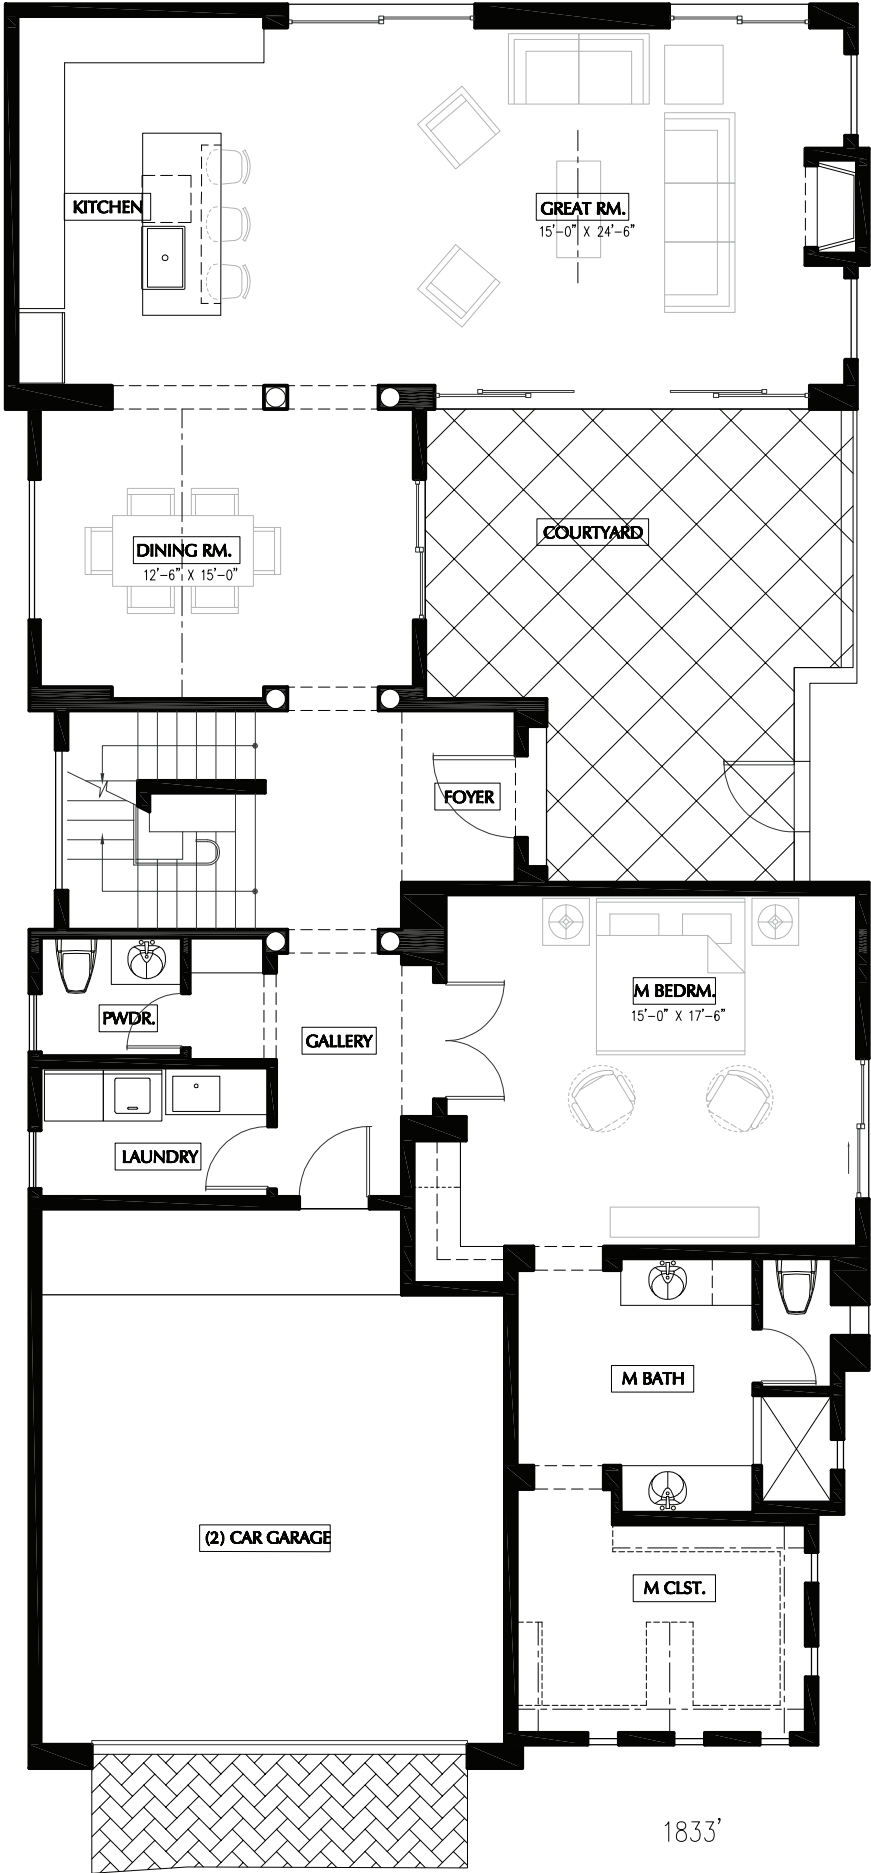 KITCHEN
GREAT RM.
15'-0" X 24'-6"
COURTYARD
DINING RM.
12'-6" X 15'-0"
FOYER
M BEDRM.
15'-0" X 17'-6"
PWDR.
GALLERY
LAUNDRY
M BATH
(2) CAR GARAGE
M CLST.
1833'